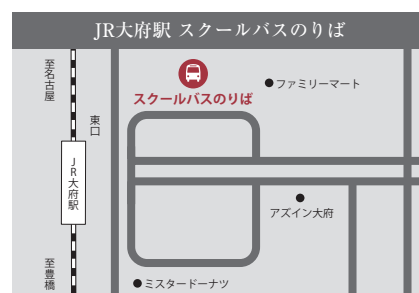 JR大府駅 スクールバスのりば
至名古屋
スクールバスのりば
ファミリーマート
東口
JR大府駅
アズイン大府
至豊橋
ミスタードーナツ